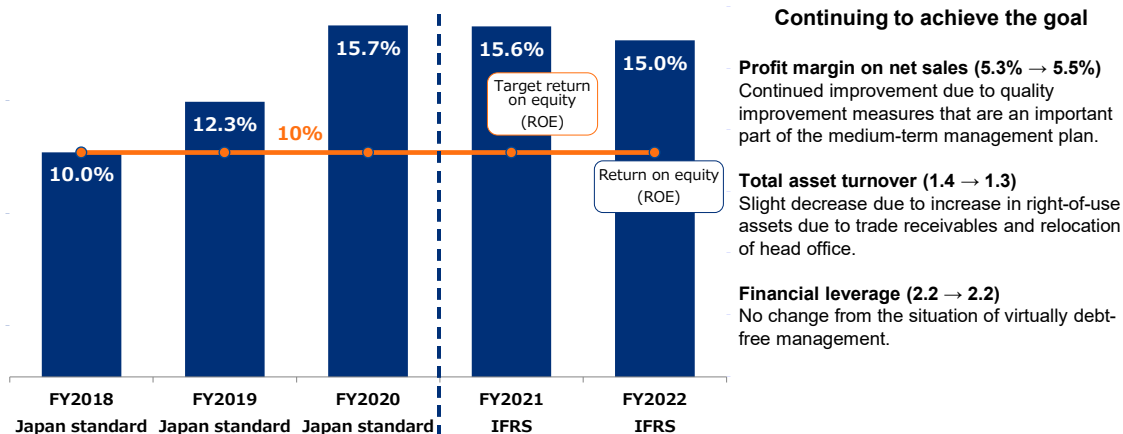 Continuing to achieve the goal
15.7%
15.6%
15.0%
12.3%
10%
10.0%
Target return
on equity
(ROE)
Return on equity
(ROE)
FY2018
Japan standard
FY2019
Japan standard
FY2020
Japan standard
FY2021
IFRS
FY2022
IFRS
Profit margin on net sales (5.3% → 5.5%)
Continued improvement due to quality
improvement measures that are an important
part of the medium-term management plan.
Total asset turnover (1.4 → 1.3)
Slight decrease due to increase in right-of-use
assets due to trade receivables and relocation
of head office.
Financial leverage (2.2 → 2.2)
No change from the situation of virtually debt-
free management.